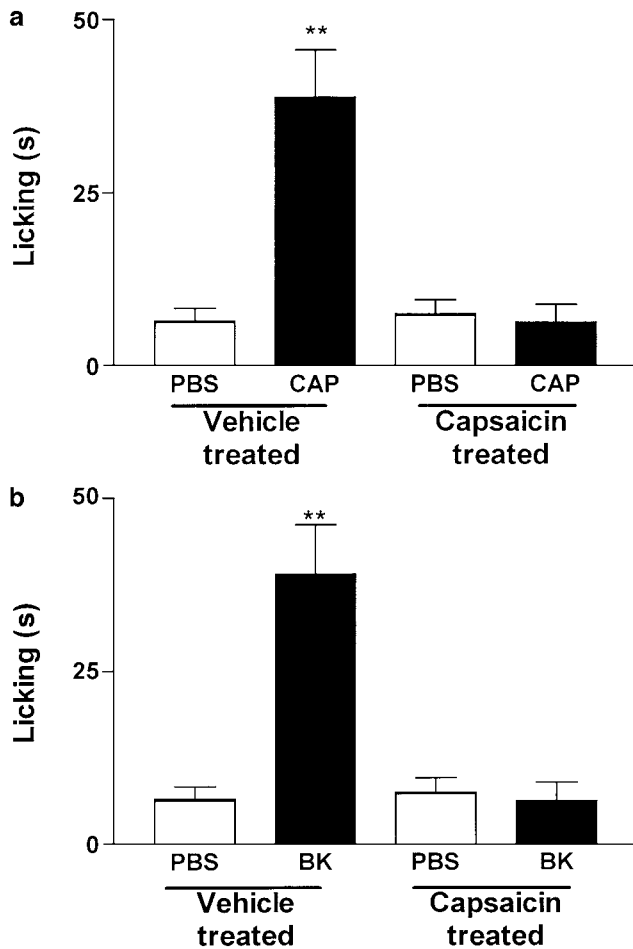 a
50
**
Licking (s)
25
0
PBS CAP PBS CAP
Vehicle treated
Capsaicin treated
b
50
**
Licking (s)
25
0
PBS BK PBS BK
Vehicle treated
Capsaicin treated